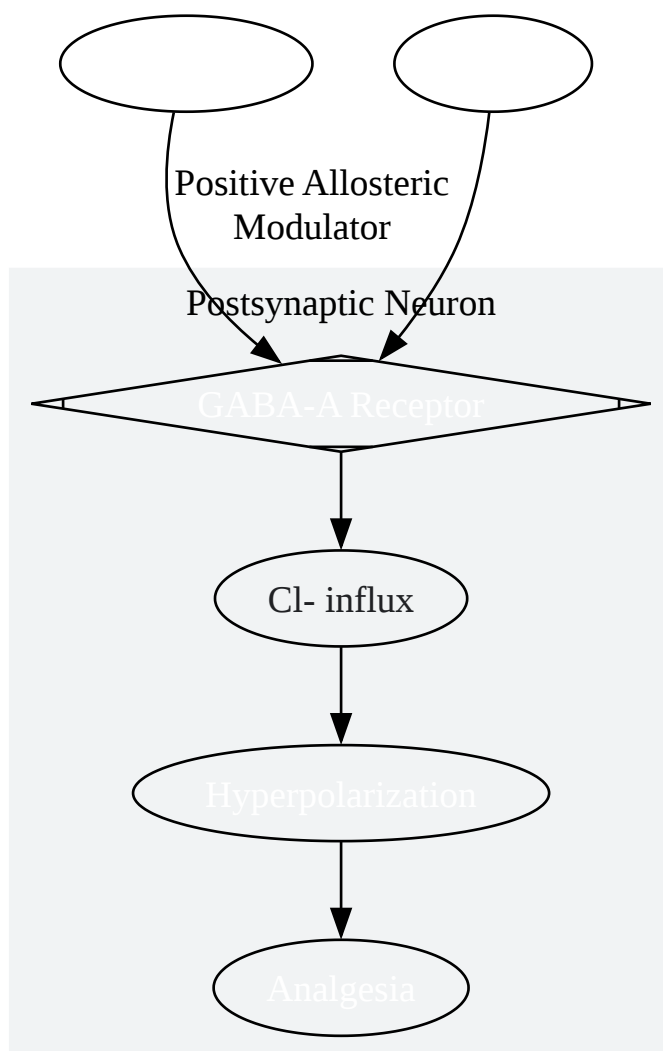 Positive Allosteric
Modulator
Postsynaptic Neuron
GABA-A Receptor
Cl- influx
Hyperpolarization
Analgesia